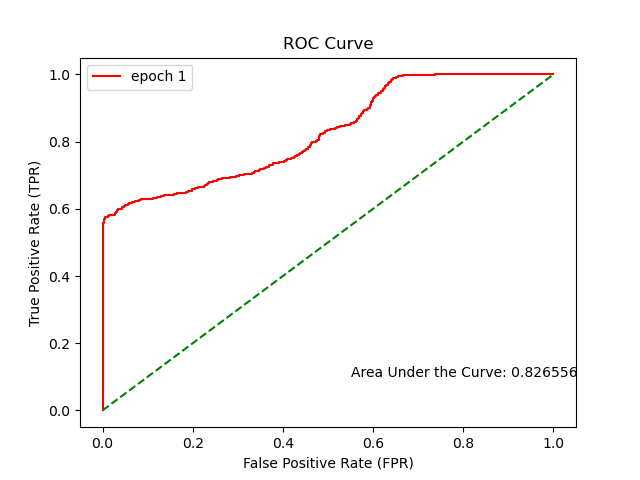 ROC Curve
epoch 1
True Positive Rate (TPR)
1.0
0.8
0.6
0.4
0.2
0.0
Area Under the Curve: 0.826556
0.0 0.2 0.4 0.6 0.8 1.0
False Positive Rate (FPR)